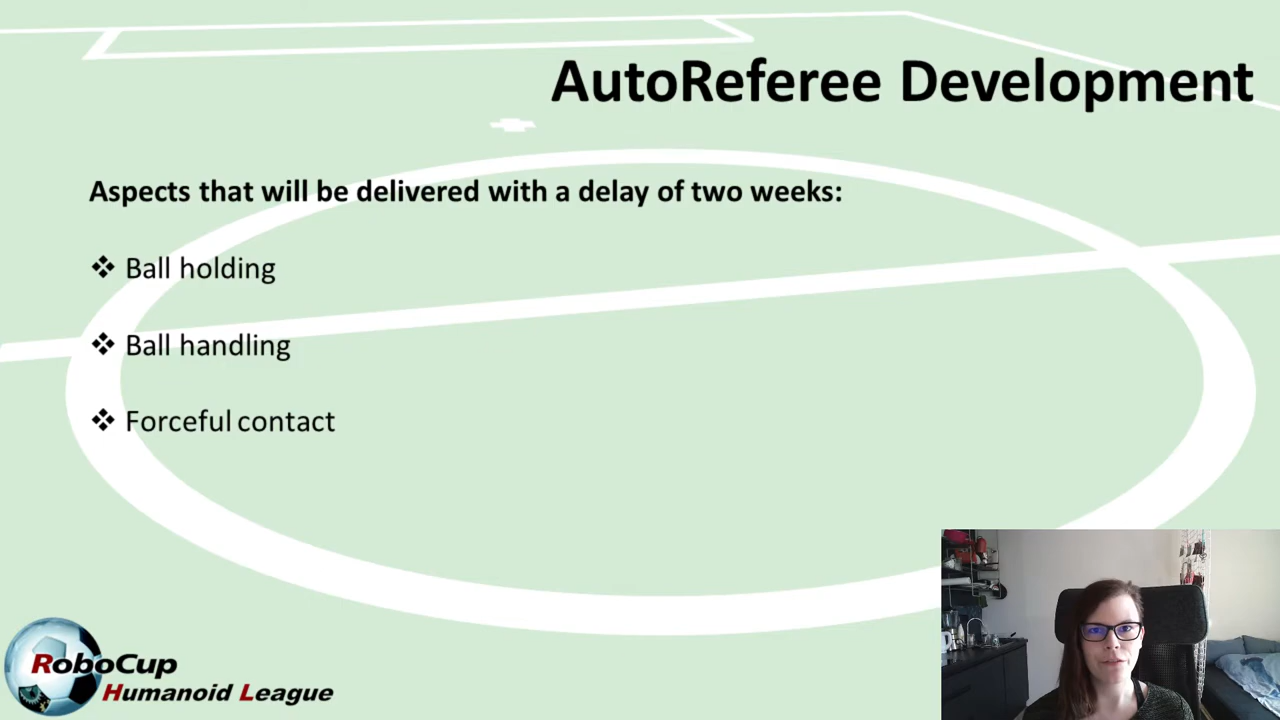 AutoReferee Development
Aspects that will be delivered with a delay of two weeks:
❖ Ball holding
❖ Ball handling
❖ Forceful contact
RoboCup
Humanoid League